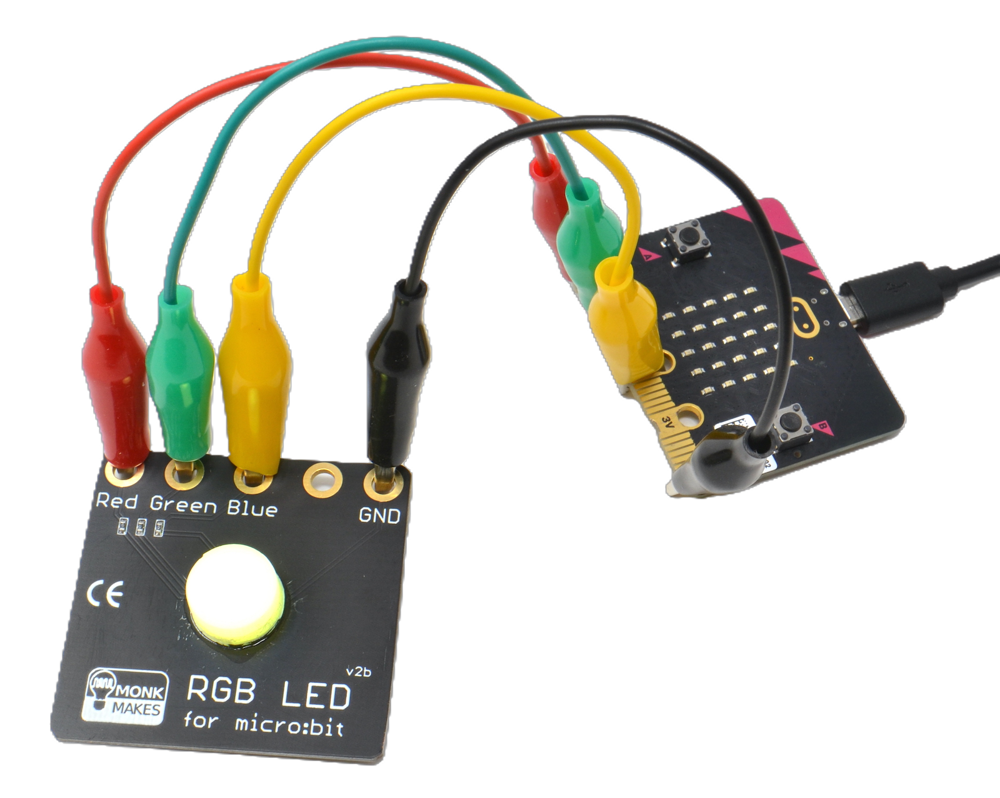 A
3V
B
Red Green Blue
GND
CE
v2b
MONK
MAKES
RGB LED
for micro:bit